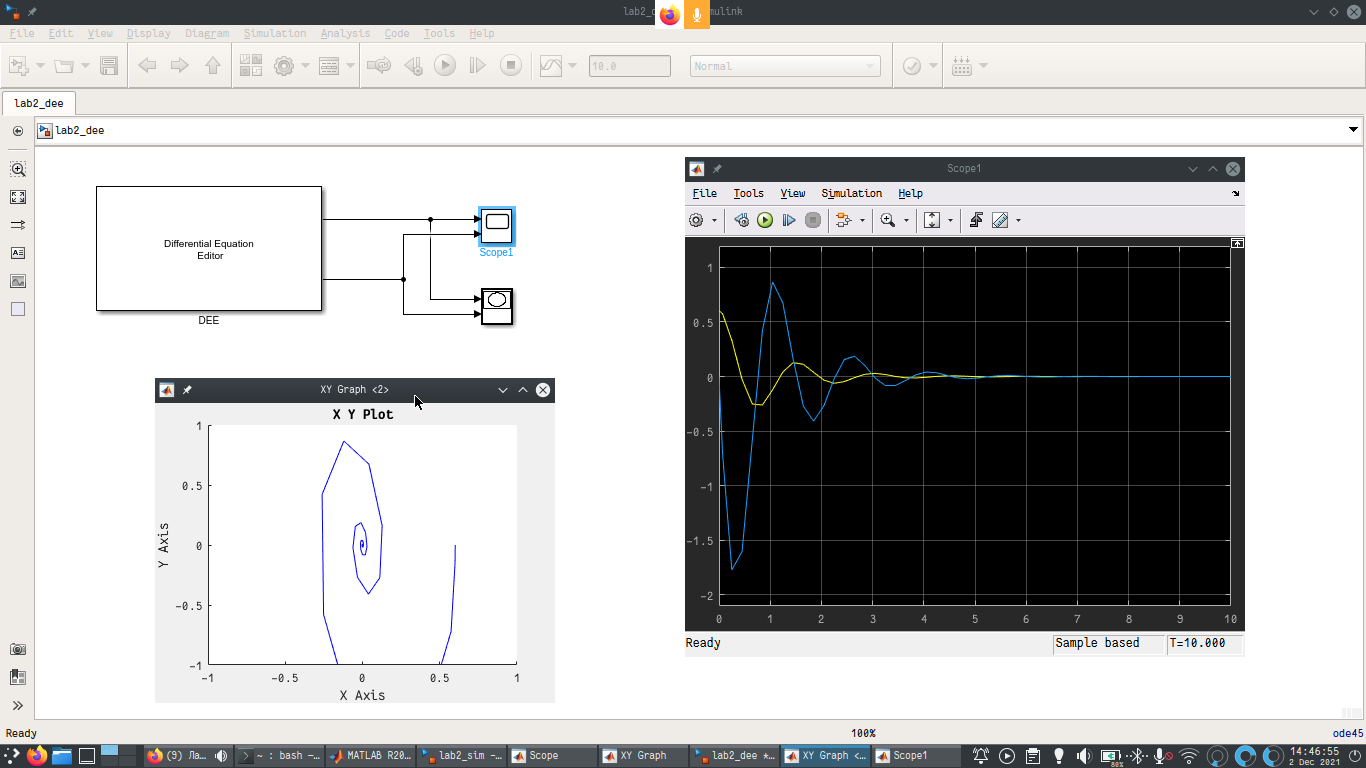 File Edit View Display Diagram Simulation Analysis Code Tools Help
10.0
Normal
lab2_dee
lab2_dee
Differential Equation
Editor
DEE
Scope1
XY Graph <2>
X Y Plot
1
0.5
0
-0.5
-1
Y Axis
-1 -0.5 0 0.5 1
X Axis
Scope1
File Tools View Simulation Help
1
0.5
0
-0.5
-1
-1.5
-2
0 1 2 3 4 5 6 7 8 9 10
Ready
Sample based
T=10.000
Ready
100%
ode45
(9) Ла…
~ : bash —…
MATLAB R20…
lab2_sim —…
Scope
XY Graph
lab2_dee *…
XY Graph <…
Scope1
80%
14:46:55
2 Dec 2021